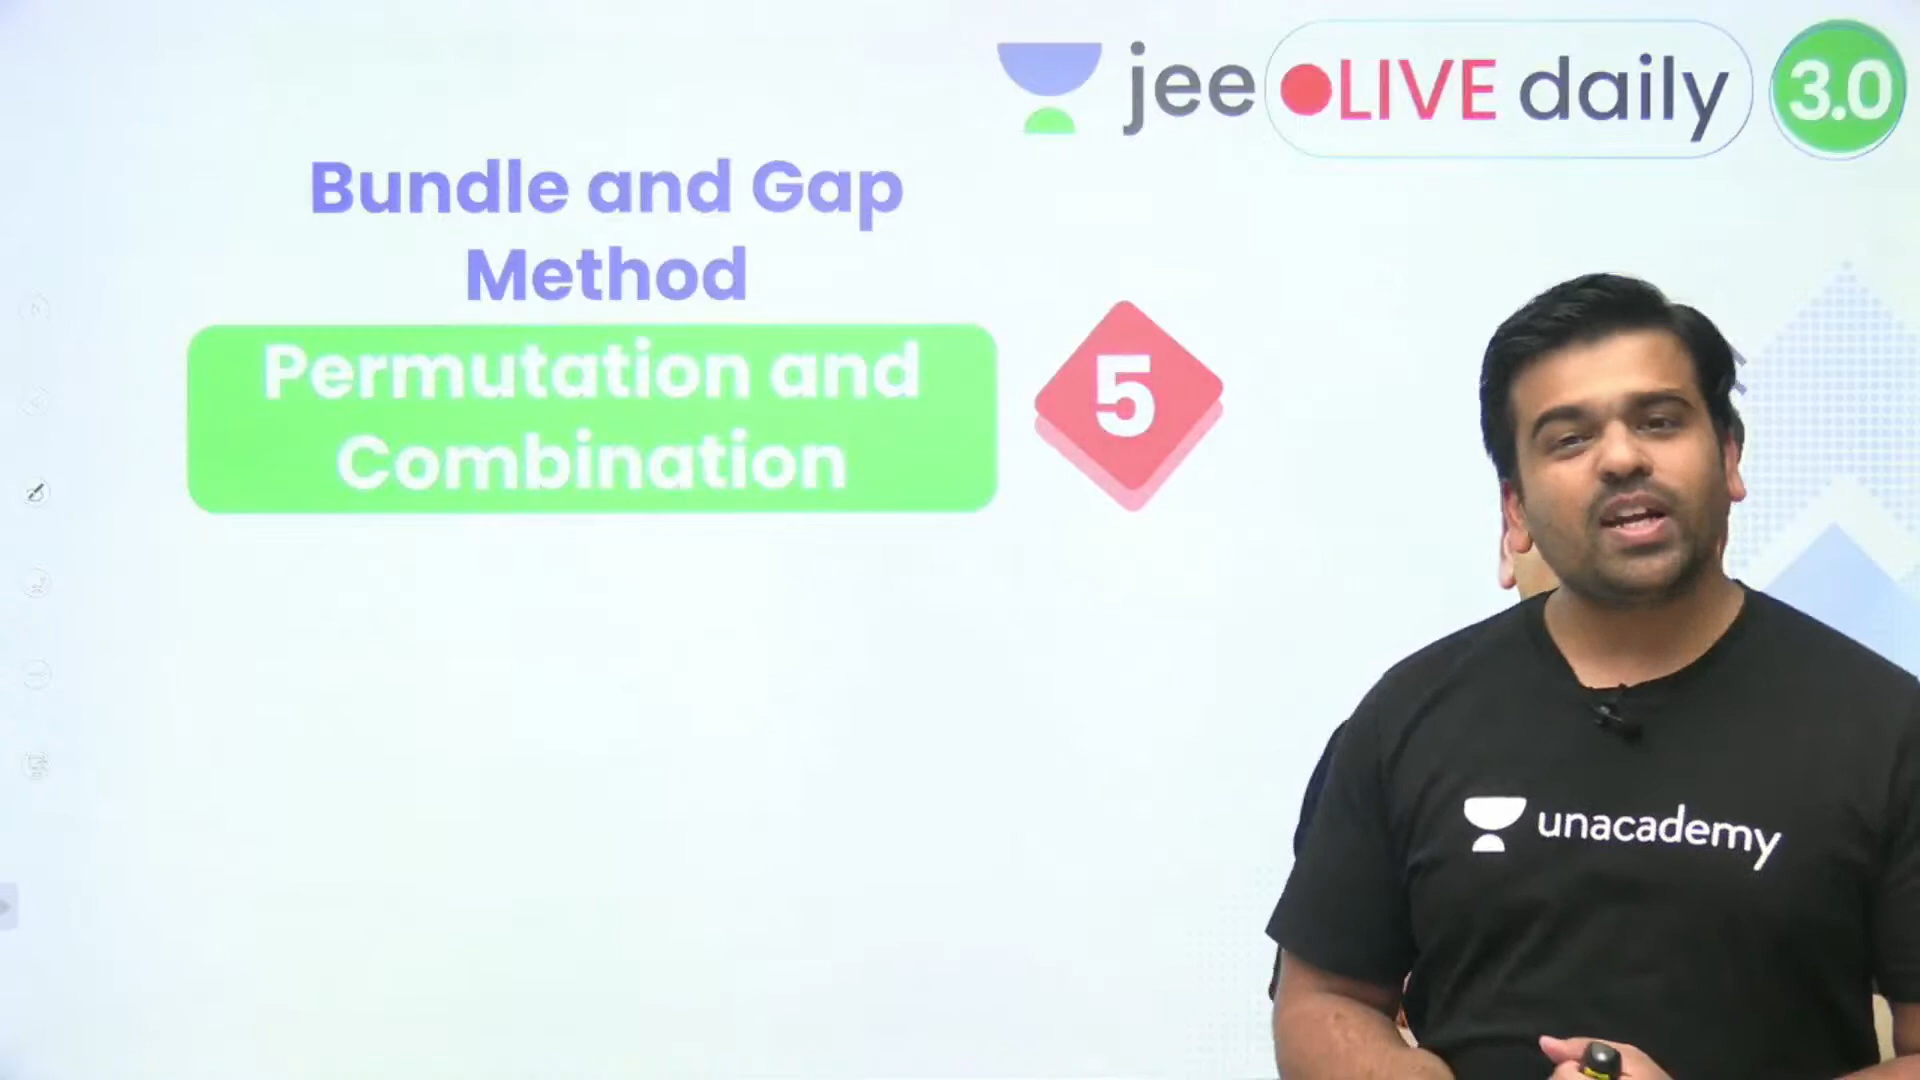 jee LIVE daily 3.0
Bundle and Gap
Method
Permutation and
Combination
5
unacademy